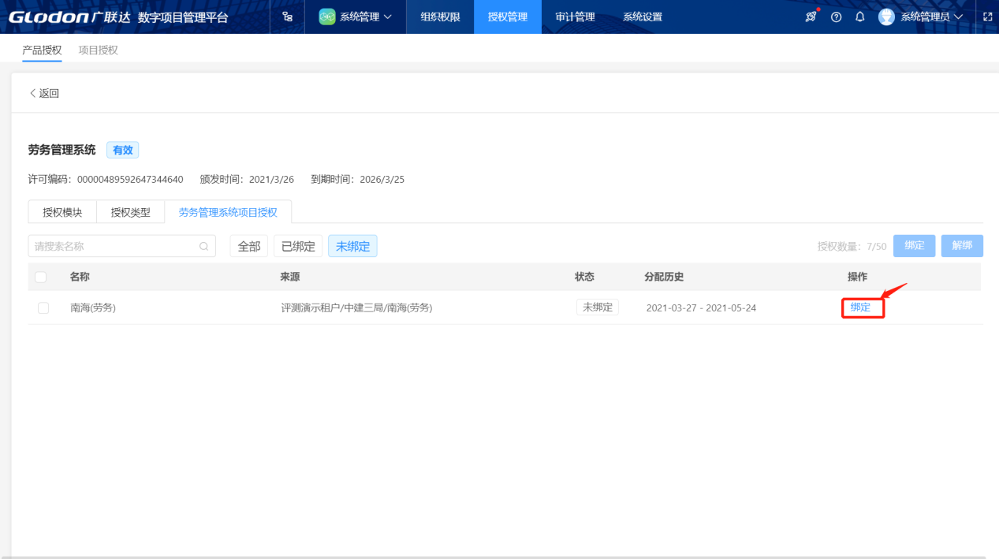 GLODON广联达 数字项目管理平台 系统管理 组织权限 授权管理 审计管理 系统设置 系统管理员
产品授权 项目授权
返回
劳务管理系统 有效
许可编码：00000489592647344640 颁发时间：2021/3/26 到期时间：2026/3/25
授权模块 授权类型 劳务管理系统项目授权
请搜索名称 全部 已绑定 未绑定 授权数量：7/50 绑定 解绑
名称 来源 状态 分配历史 操作
南海(劳务) 评测演示租户/中建三局/南海(劳务) 未绑定 2021-03-27 - 2021-05-24 绑定